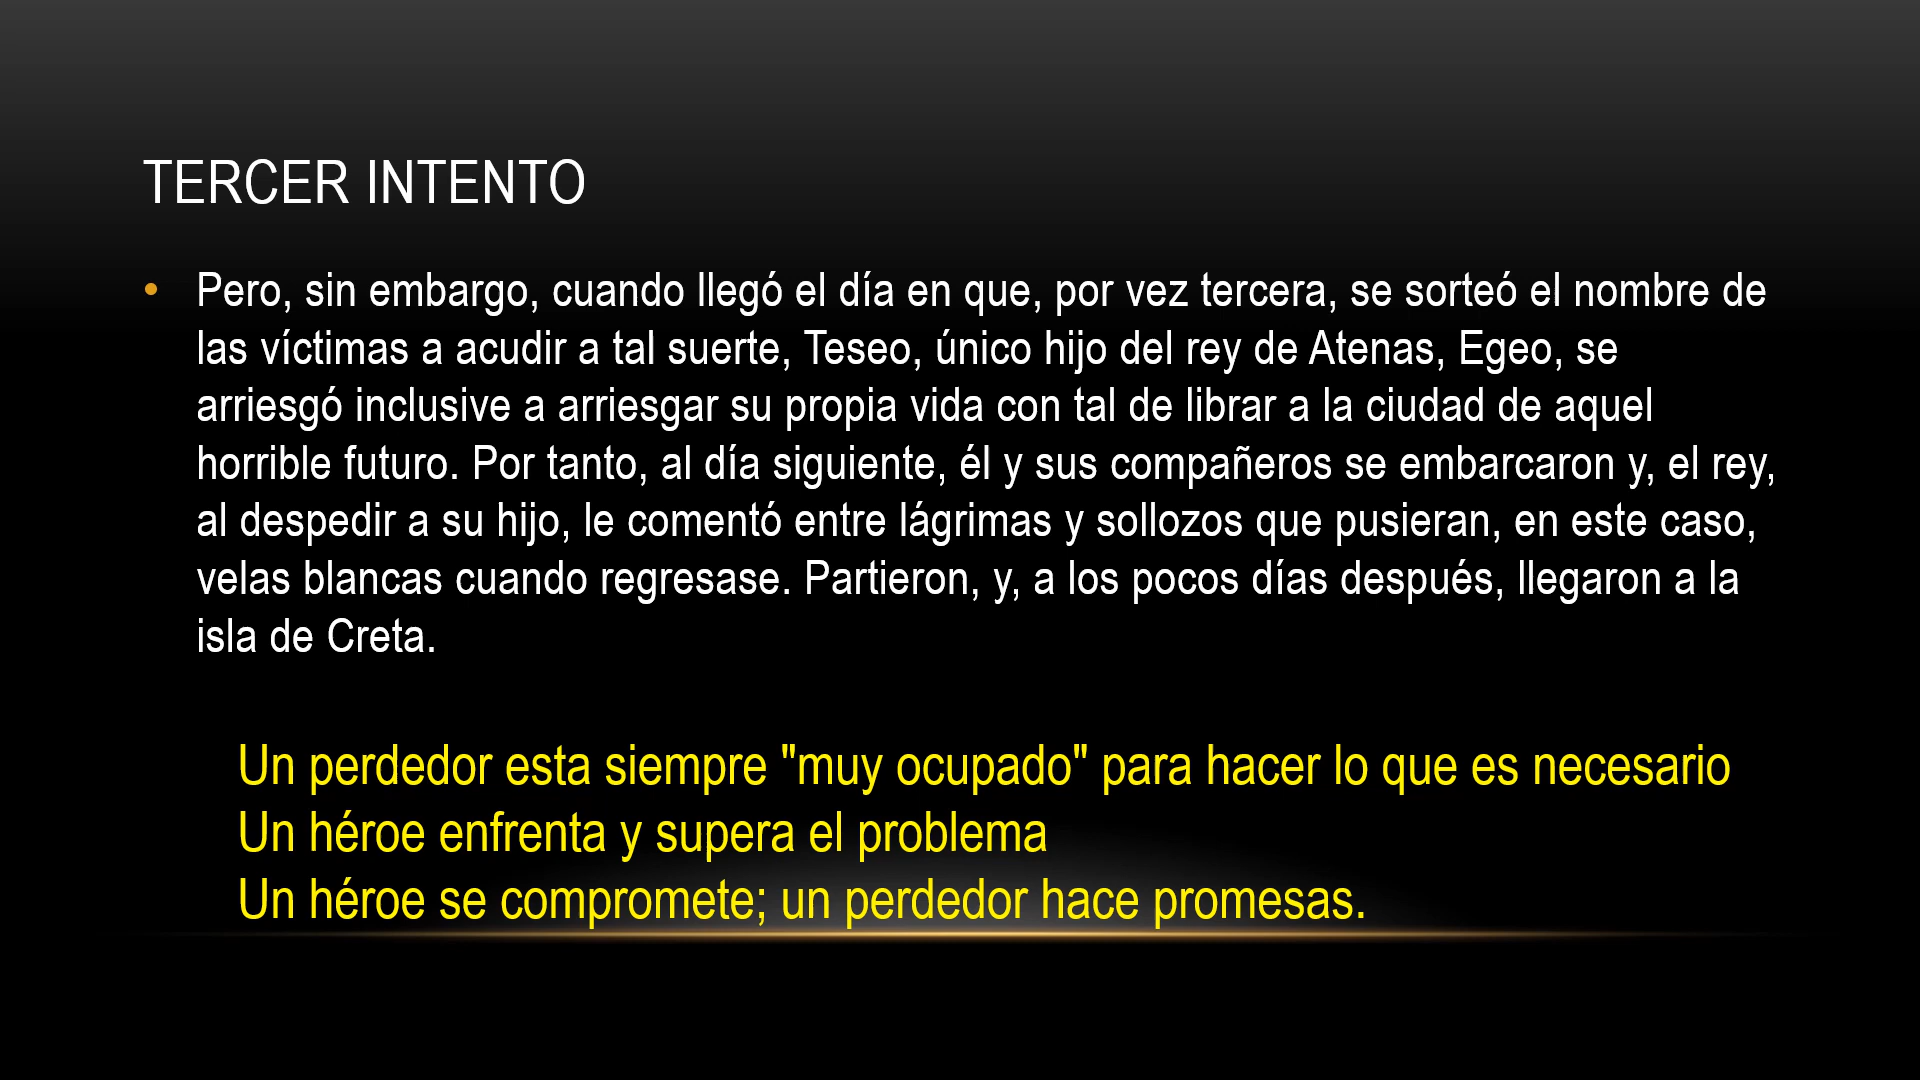 TERCER INTENTO
• Pero, sin embargo, cuando llegó el día en que, por vez tercera, se sorteó el nombre de
las víctimas a acudir a tal suerte, Teseo, único hijo del rey de Atenas, Egeo, se
arriesgó inclusive a arriesgar su propia vida con tal de librar a la ciudad de aquel
horrible futuro. Por tanto, al día siguiente, él y sus compañeros se embarcaron y, el rey,
al despedir a su hijo, le comentó entre lágrimas y sollozos que pusieran, en este caso,
velas blancas cuando regresase. Partieron, y, a los pocos días después, llegaron a la
isla de Creta.
Un perdedor esta siempre "muy ocupado" para hacer lo que es necesario
Un héroe enfrenta y supera el problema
Un héroe se compromete; un perdedor hace promesas.